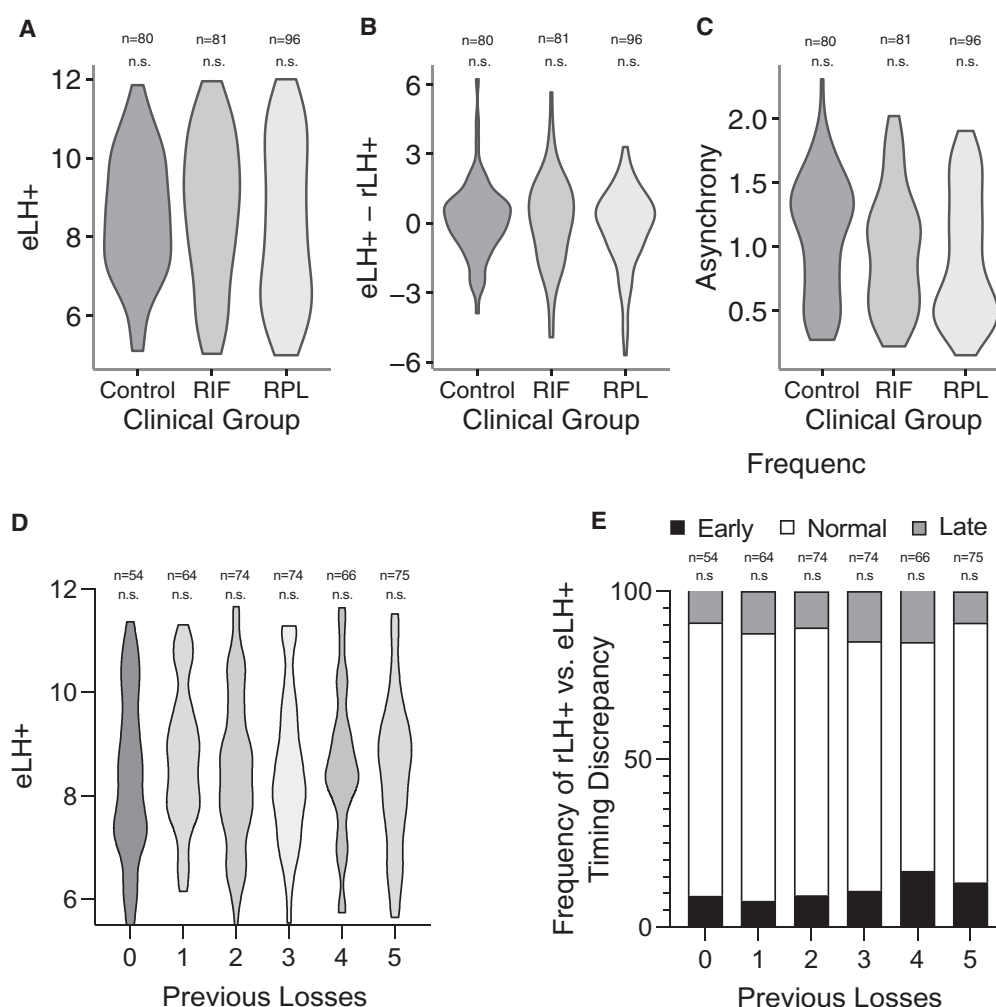 A
n=80 n=81 n=96
n.s. n.s. n.s.
12
10
8
6
eLH+
Control RIF RPL
Clinical Group
B
n=80 n=81 n=96
n.s. n.s. n.s.
6
3
0
−3
−6
eLH+ − rLH+
Control RIF RPL
Clinical Group
C
n=80 n=81 n=96
n.s. n.s. n.s.
2.0
1.5
1.0
0.5
Asynchrony
Control RIF RPL
Clinical Group
Frequenc
D
n=54 n=64 n=74 n=74 n=66 n=75
n.s. n.s. n.s. n.s. n.s. n.s.
12
10
8
6
eLH+
0 1 2 3 4 5
Previous Losses
E
Early Normal Late
n=54 n=64 n=74 n=74 n=66 n=75
n.s n.s n.s n.s n.s n.s
100
50
0
Frequency of rLH+ vs. eLH+
Timing Discrepancy
0 1 2 3 4 5
Previous Losses